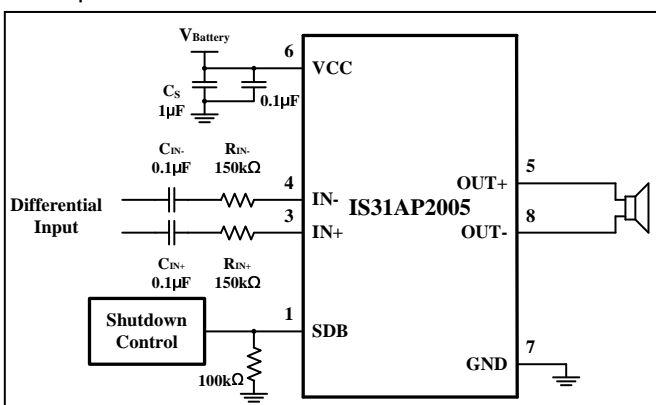 VBattery
6
VCC
CS
1µF
0.1µF
CIN-
0.1µF
RIN-
150kΩ
4
IN-
Differential
Input
3
IN+
CIN+
0.1µF
RIN+
150kΩ
IS31AP2005
OUT+
5
OUT-
8
Shutdown
Control
1
SDB
100kΩ
GND
7